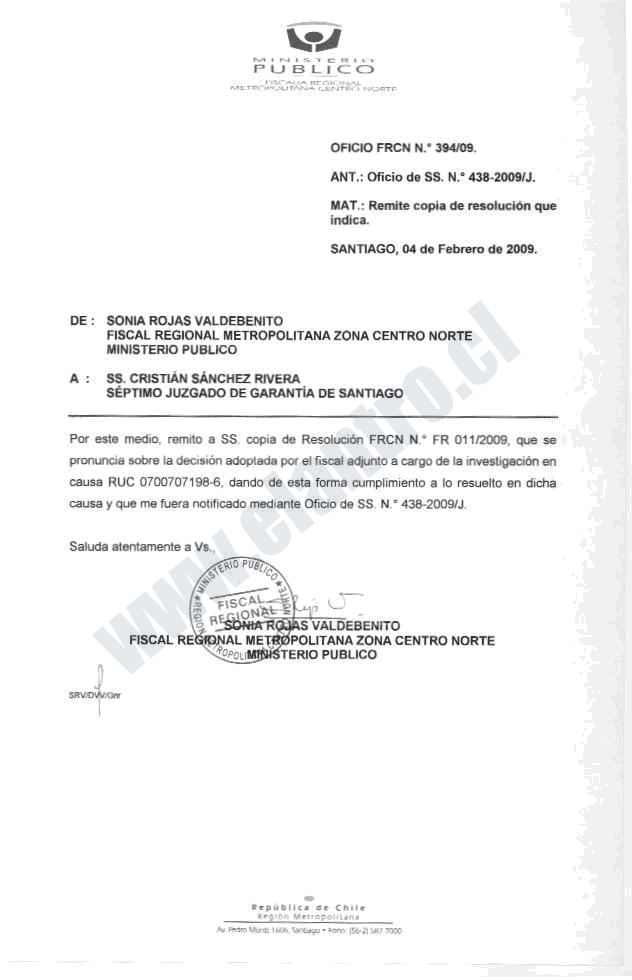 MINISTERIO
PUBLICO
FISCALIA REGIONAL
METROPOLITANA CENTRO NORTE
OFICIO FRCN N.° 394/09.
ANT.: Oficio de SS. N.° 438-2009/J.
MAT.: Remite copia de resolución que
indica.
SANTIAGO, 04 de Febrero de 2009.
DE : SONIA ROJAS VALDEBENITO
FISCAL REGIONAL METROPOLITANA ZONA CENTRO NORTE
MINISTERIO PUBLICO
A : SS. CRISTIÁN SÁNCHEZ RIVERA
SÉPTIMO JUZGADO DE GARANTÍA DE SANTIAGO
Por este medio, remito a SS. copia de Resolución FRCN N.° FR 011/2009, que se
pronuncia sobre la decisión adoptada por el fiscal adjunto a cargo de la investigación en
causa RUC 0700707198-6, dando de esta forma cumplimiento a lo resuelto en dicha
causa y que me fuera notificado mediante Oficio de SS. N.° 438-2009/J.
Saluda atentamente a Vs.,
MINISTERIO PUBLICO
FISCAL
REGIONAL
SONIA ROJAS VALDEBENITO
FISCAL REGIONAL METROPOLITANA ZONA CENTRO NORTE
MINISTERIO PUBLICO
SRV/DVV/Gnr
www.elantro.cl
República de Chile
Región Metropolitana
Av. Pedro Montt 1606, Santiago • Fono: (56-2) 587 7000